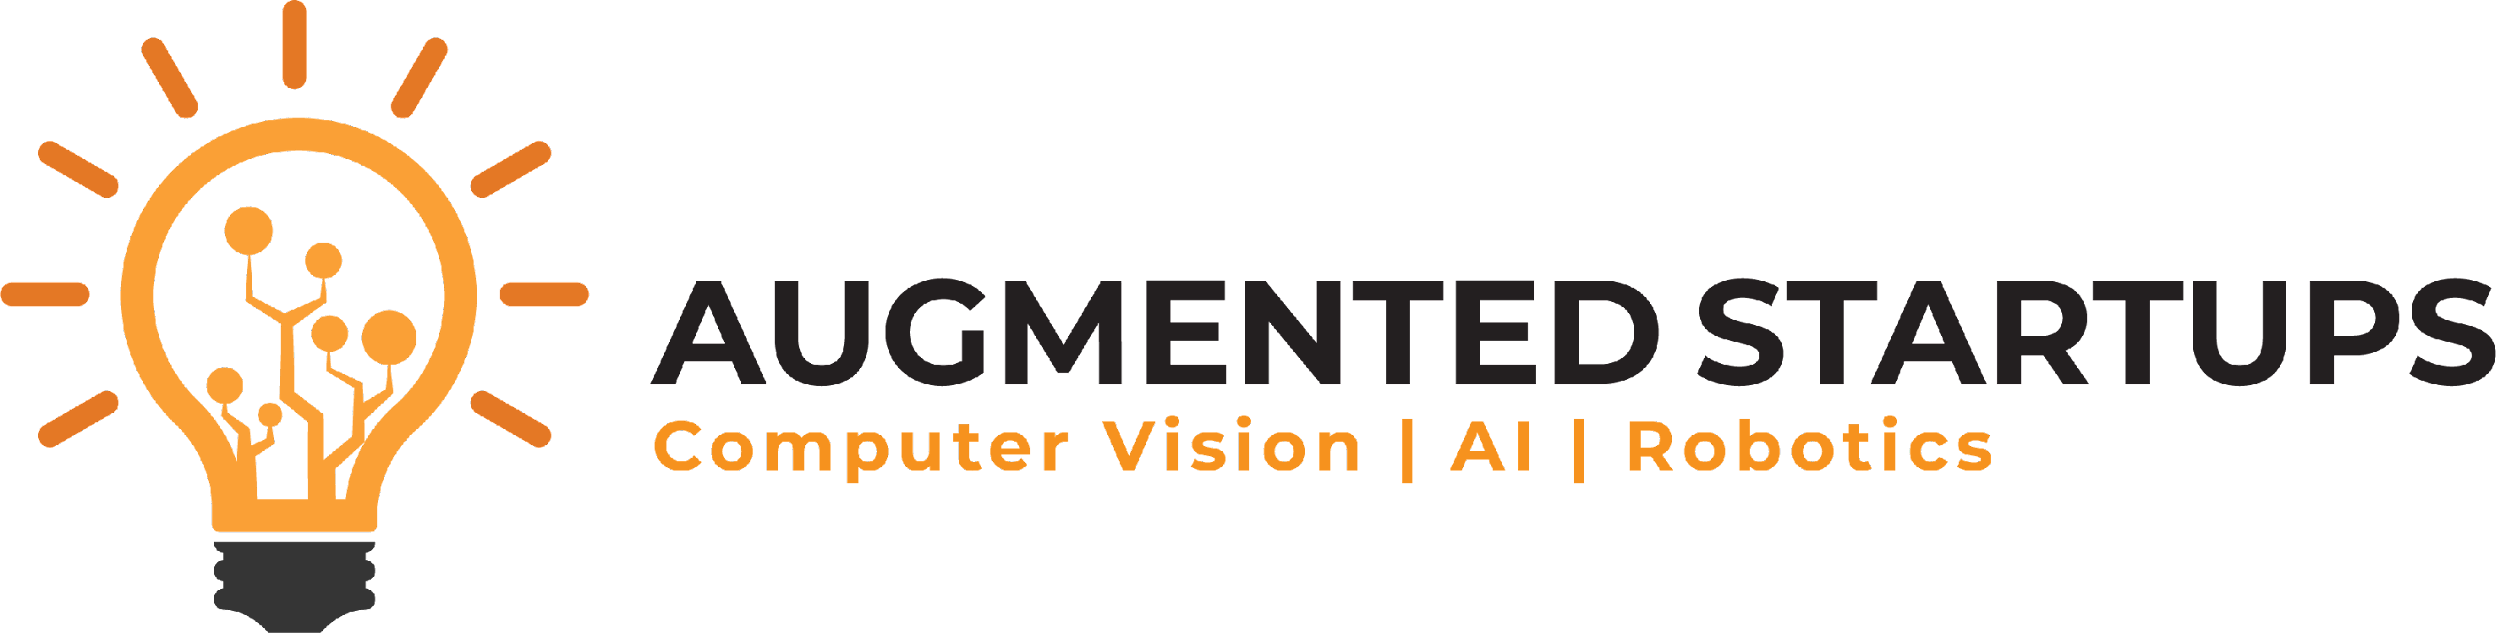 AUGMENTED STARTUPS
Computer Vision | AI | Robotics